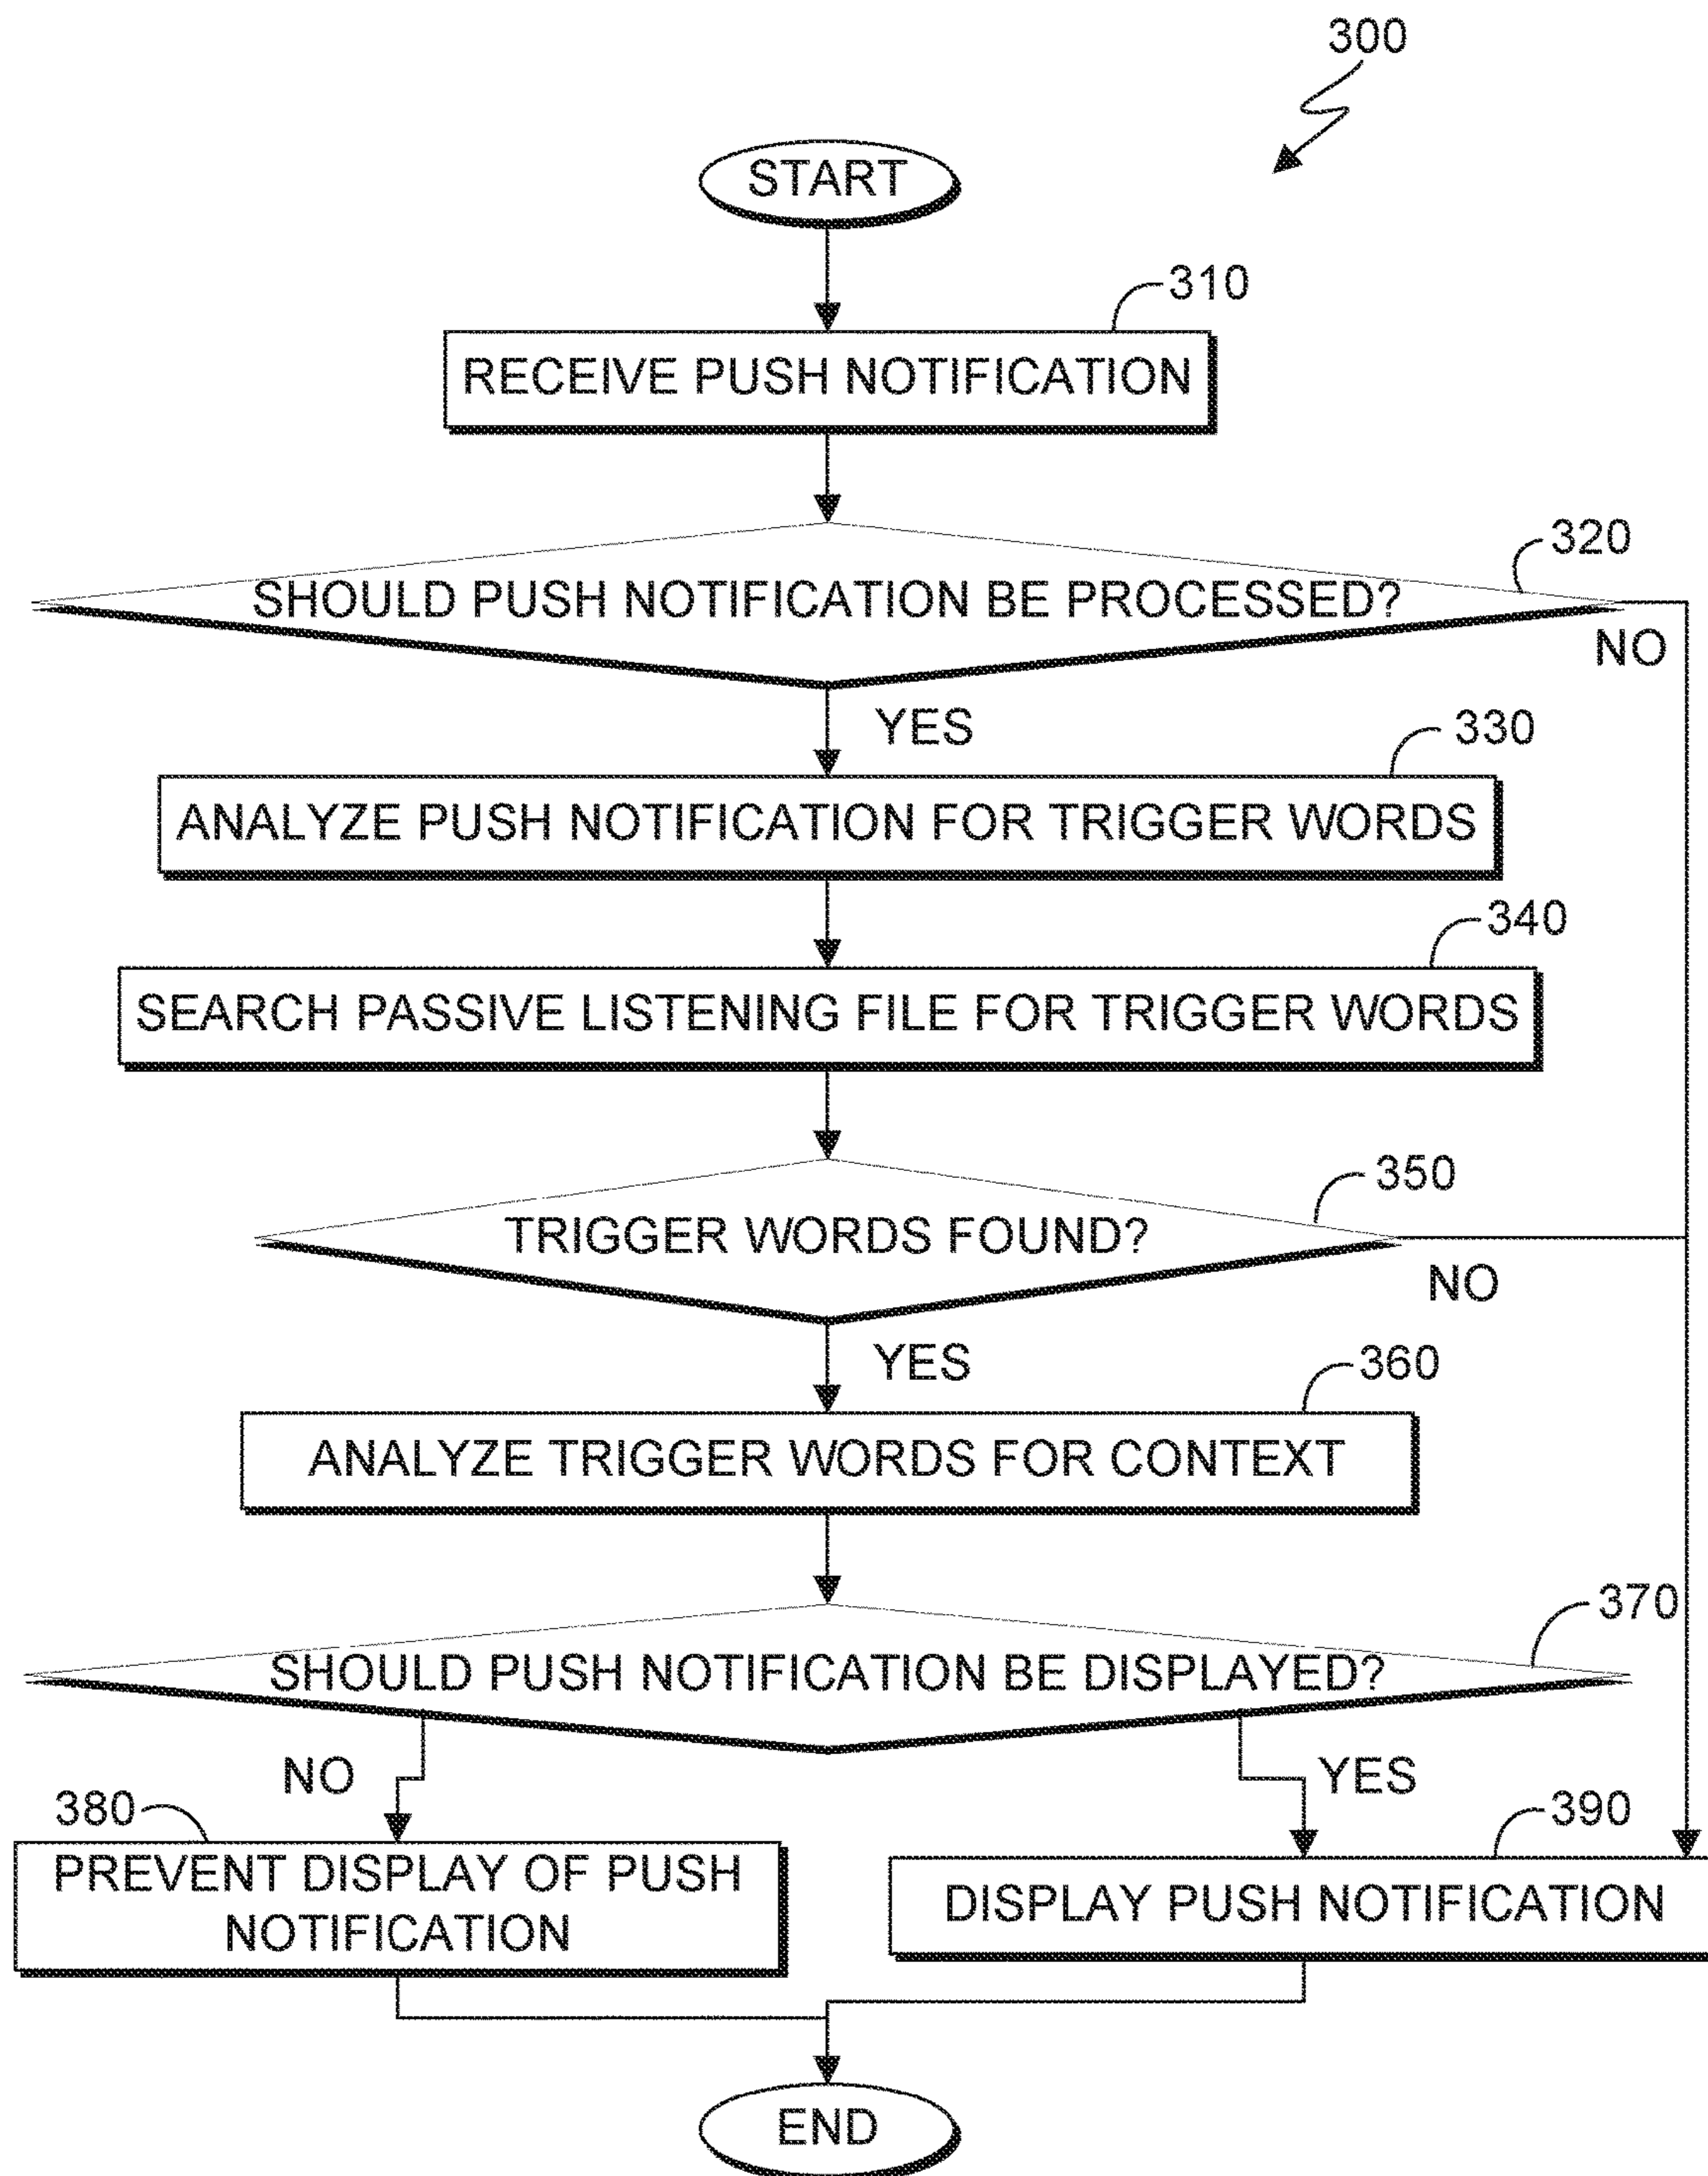 300
START
310
RECEIVE PUSH NOTIFICATION
320
SHOULD PUSH NOTIFICATION BE PROCESSED?
NO
YES
330
ANALYZE PUSH NOTIFICATION FOR TRIGGER WORDS
340
SEARCH PASSIVE LISTENING FILE FOR TRIGGER WORDS
350
TRIGGER WORDS FOUND?
NO
YES
360
ANALYZE TRIGGER WORDS FOR CONTEXT
370
SHOULD PUSH NOTIFICATION BE DISPLAYED?
NO
YES
380
PREVENT DISPLAY OF PUSH
NOTIFICATION
390
DISPLAY PUSH NOTIFICATION
END